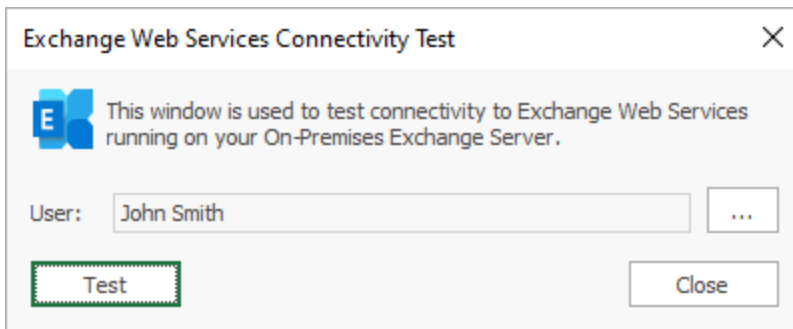 Exchange Web Services Connectivity Test
E
This window is used to test connectivity to Exchange Web Services
running on your On-Premises Exchange Server.
User: John Smith ...
Test Close